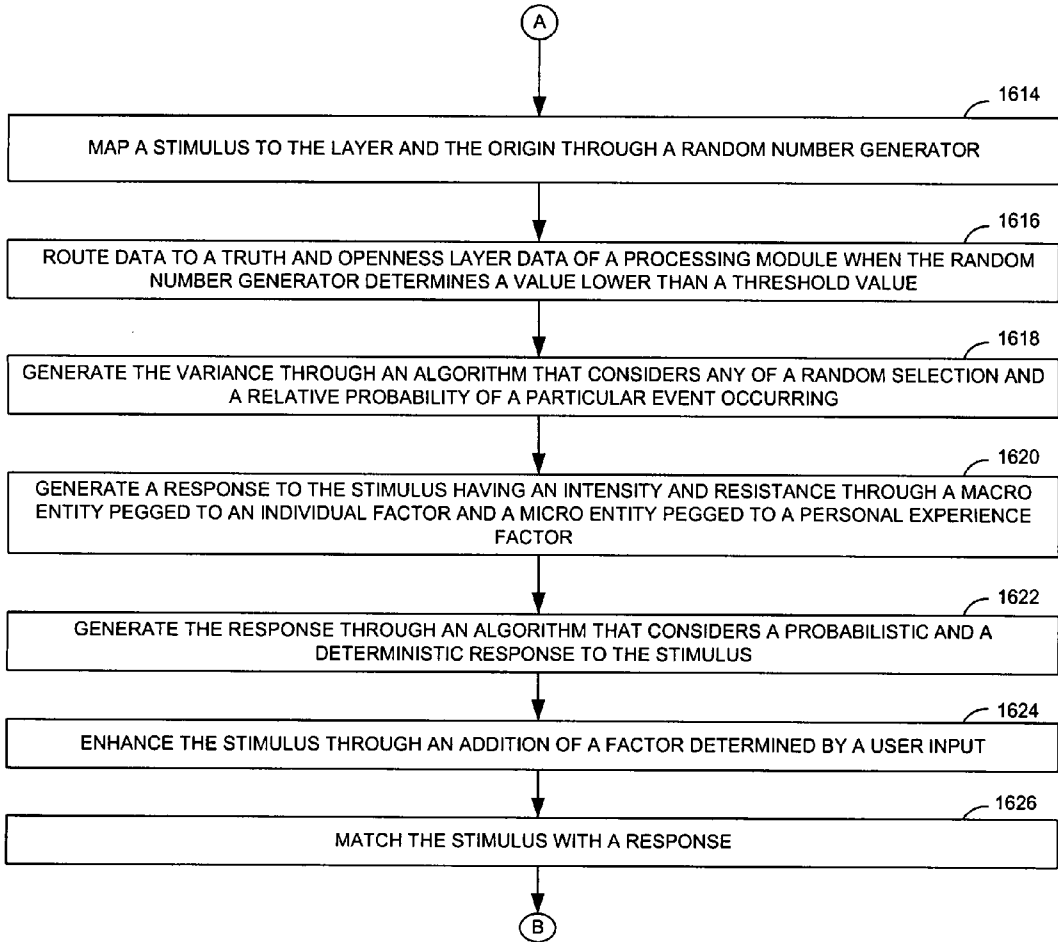 A
1614
MAP A STIMULUS TO THE LAYER AND THE ORIGIN THROUGH A RANDOM NUMBER GENERATOR
1616
ROUTE DATA TO A TRUTH AND OPENNESS LAYER DATA OF A PROCESSING MODULE WHEN THE RANDOM
NUMBER GENERATOR DETERMINES A VALUE LOWER THAN A THRESHOLD VALUE
1618
GENERATE THE VARIANCE THROUGH AN ALGORITHM THAT CONSIDERS ANY OF A RANDOM SELECTION AND
A RELATIVE PROBABILITY OF A PARTICULAR EVENT OCCURRING
1620
GENERATE A RESPONSE TO THE STIMULUS HAVING AN INTENSITY AND RESISTANCE THROUGH A MACRO
ENTITY PEGGED TO AN INDIVIDUAL FACTOR AND A MICRO ENTITY PEGGED TO A PERSONAL EXPERIENCE
FACTOR
1622
GENERATE THE RESPONSE THROUGH AN ALGORITHM THAT CONSIDERS A PROBABILISTIC AND A
DETERMINISTIC RESPONSE TO THE STIMULUS
1624
ENHANCE THE STIMULUS THROUGH AN ADDITION OF A FACTOR DETERMINED BY A USER INPUT
1626
MATCH THE STIMULUS WITH A RESPONSE
B